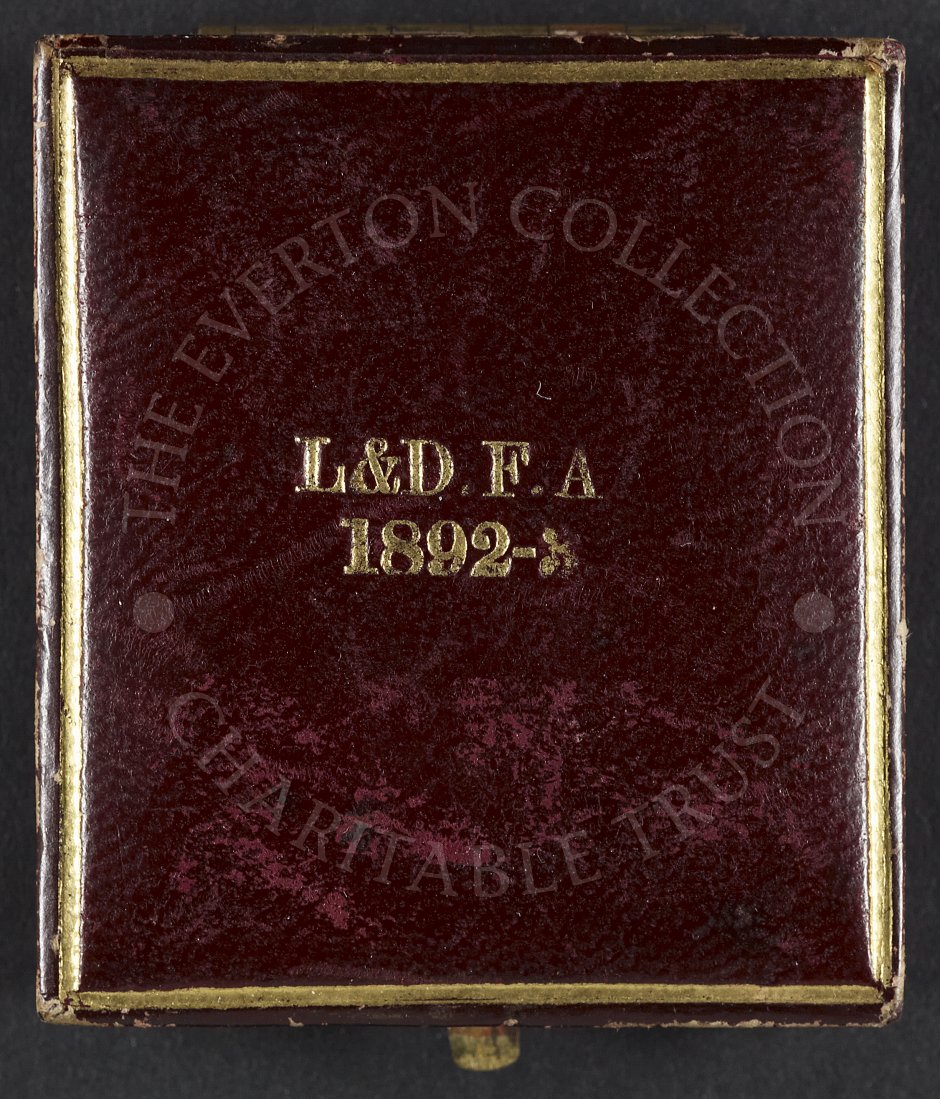 THE EVERTON COLLECTION
L&D.F.A
1892-3
CHARITABLE TRUST